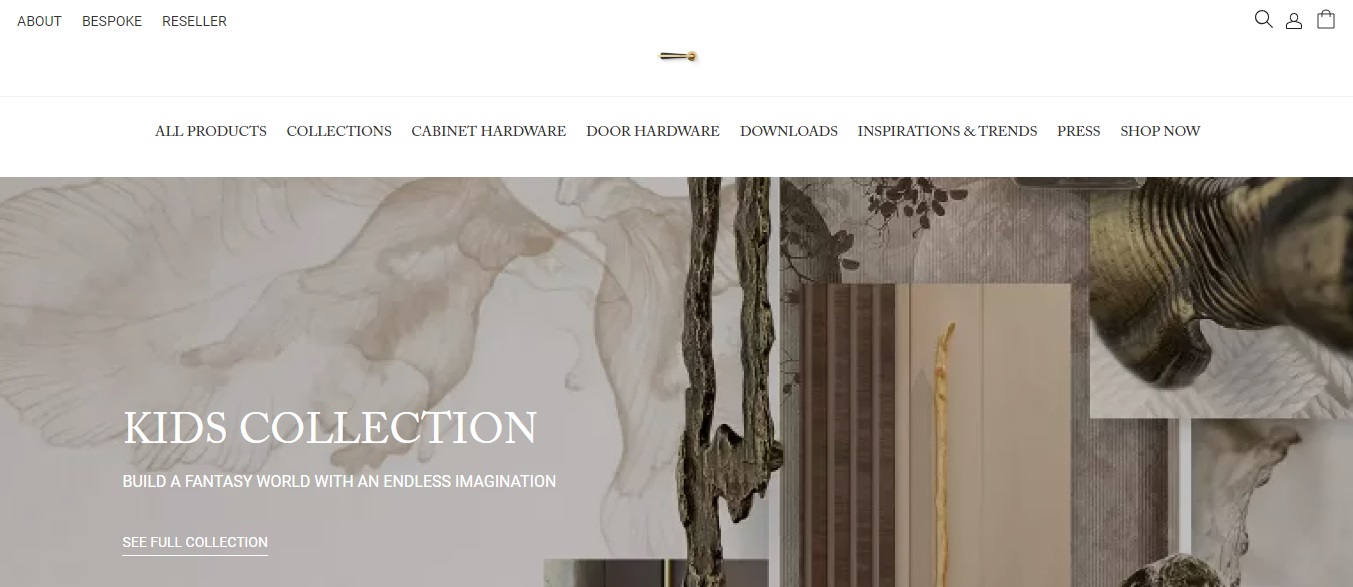 ABOUT BESPOKE RESELLER
ALL PRODUCTS COLLECTIONS CABINET HARDWARE DOOR HARDWARE DOWNLOADS INSPIRATIONS & TRENDS PRESS SHOP NOW
KIDS COLLECTION
BUILD A FANTASY WORLD WITH AN ENDLESS IMAGINATION
SEE FULL COLLECTION